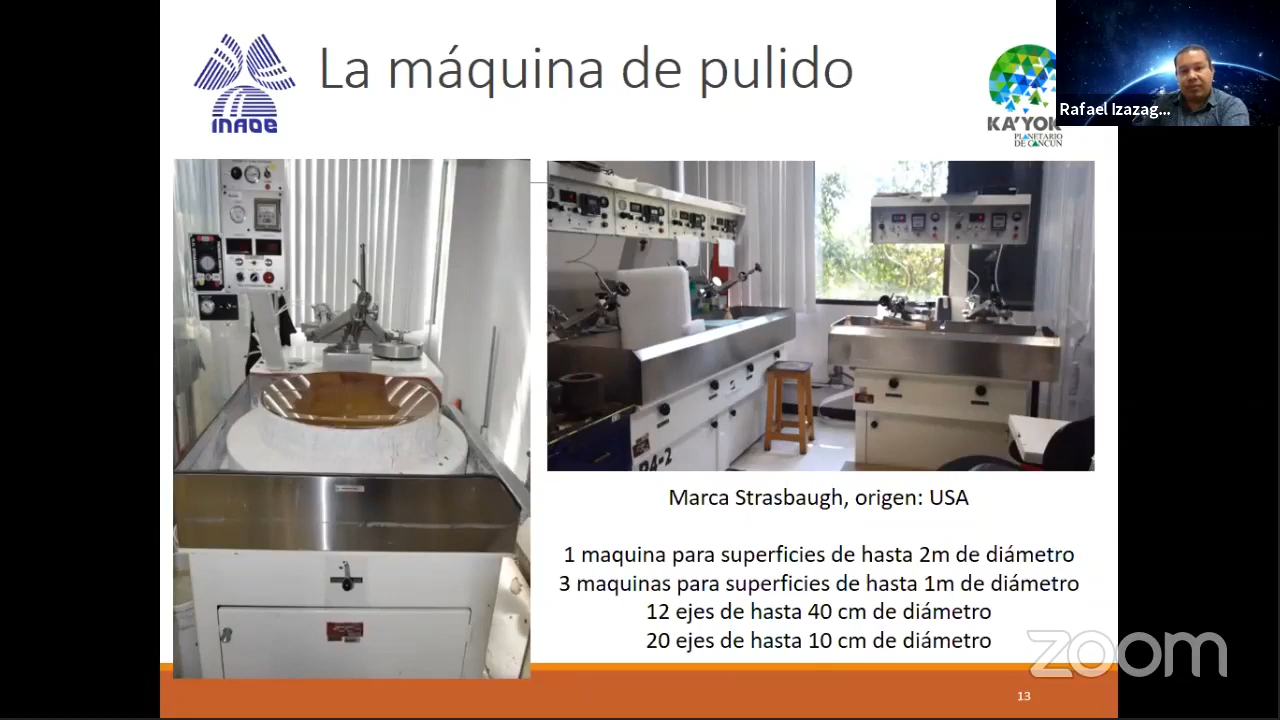 La máquina de pulido
INAOE
KA'YOK
PLANETARIO
DE CANCÚN
Rafael Izazag...
P4-2
Marca Strasbaugh, origen: USA
1 maquina para superficies de hasta 2m de diámetro
3 maquinas para superficies de hasta 1m de diámetro
12 ejes de hasta 40 cm de diámetro
20 ejes de hasta 10 cm de diámetro
zoom
13